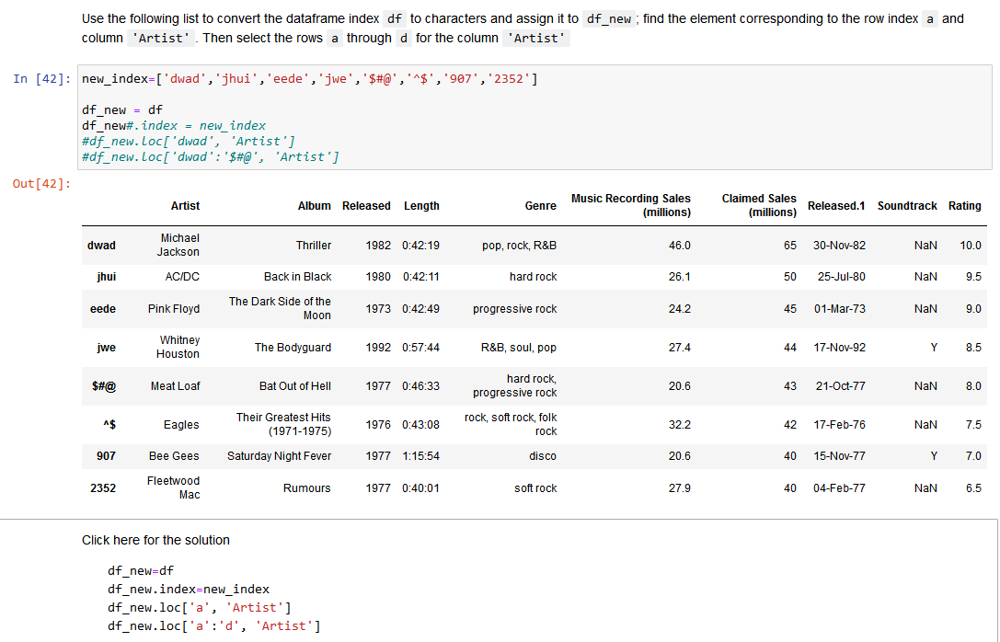 Use the following list to convert the dataframe index df to characters and assign it to df_new ; find the element corresponding to the row index a and
column 'Artist' . Then select the rows a through d for the column 'Artist'
In [42]: new_index=['dwad','jhui','eede','jwe','$#@','^$','907','2352']
df_new = df
df_new#.index = new_index
#df_new.loc['dwad', 'Artist']
#df_new.loc['dwad':'$#@', 'Artist']
Out[42]:
Artist Album Released Length Genre Music Recording Sales (millions) Claimed Sales (millions) Released.1 Soundtrack Rating
dwad Michael Jackson Thriller 1982 0:42:19 pop, rock, R&B 46.0 65 30-Nov-82 NaN 10.0
jhui AC/DC Back in Black 1980 0:42:11 hard rock 26.1 50 25-Jul-80 NaN 9.5
eede Pink Floyd The Dark Side of the Moon 1973 0:42:49 progressive rock 24.2 45 01-Mar-73 NaN 9.0
jwe Whitney Houston The Bodyguard 1992 0:57:44 R&B, soul, pop 27.4 44 17-Nov-92 Y 8.5
$#@ Meat Loaf Bat Out of Hell 1977 0:46:33 hard rock, progressive rock 20.6 43 21-Oct-77 NaN 8.0
^$ Eagles Their Greatest Hits (1971-1975) 1976 0:43:08 rock, soft rock, folk rock 32.2 42 17-Feb-76 NaN 7.5
907 Bee Gees Saturday Night Fever 1977 1:15:54 disco 20.6 40 15-Nov-77 Y 7.0
2352 Fleetwood Mac Rumours 1977 0:40:01 soft rock 27.9 40 04-Feb-77 NaN 6.5
Click here for the solution
df_new=df
df_new.index=new_index
df_new.loc['a', 'Artist']
df_new.loc['a':'d', 'Artist']